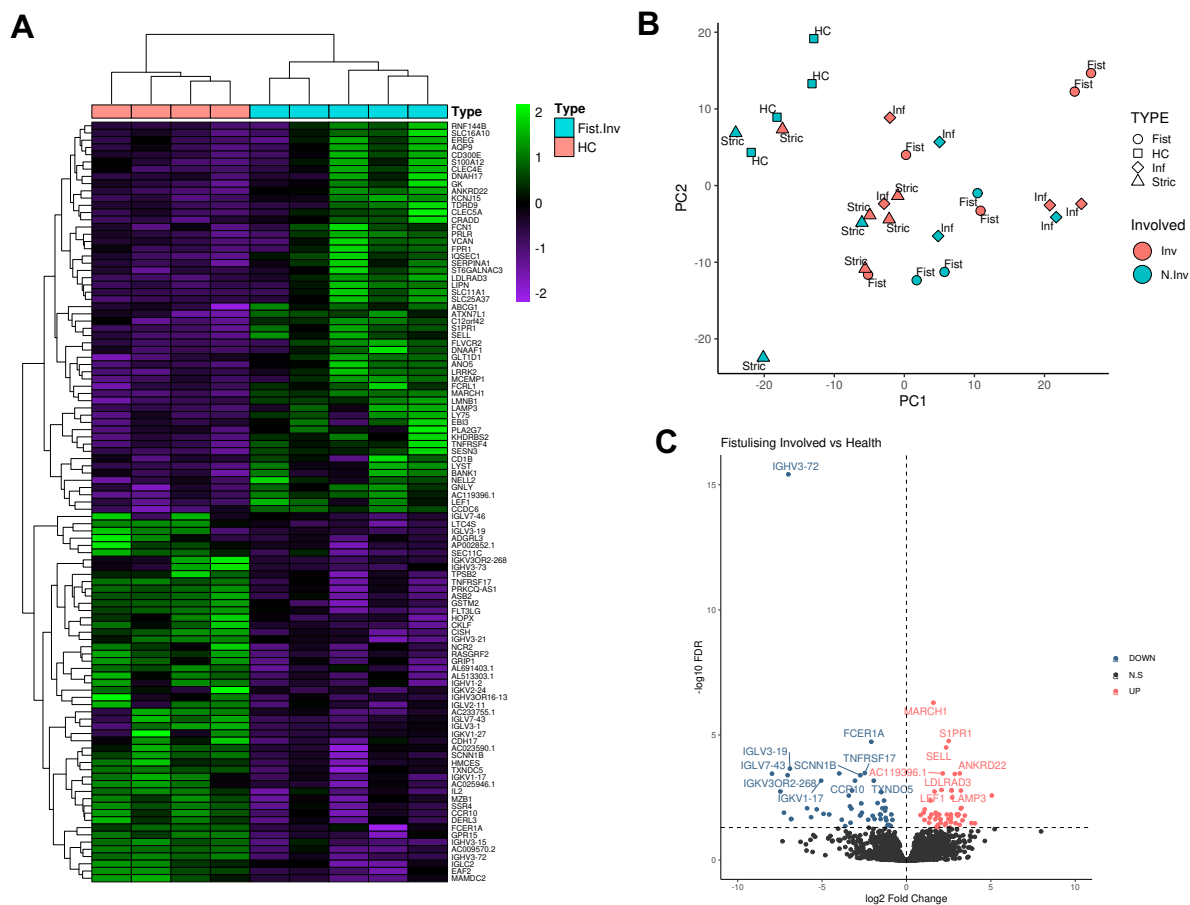 A
Type
RNF144B
SLC16A10
EREG
AQP9
CD300E
S100A12
CLEC4E
DNAH17
GK
ANKRD22
KCNJ15
TDRD9
CLEC5A
CRADD
FCN1
PRLR
VCAN
FPR1
IQSEC1
SERPINA1
ST6GALNAC3
LDLRAD3
LIPN
SLC11A1
SLC25A37
ABCG1
ATXN7L1
C12orf42
S1PR1
SELL
FLVCR2
DNAAF1
GLT1D1
ANO5
LRRK2
MCEMP1
FCRL1
MARCH1
LMNB1
LAMP3
LY75
EBI3
PLA2G7
KHDRBS2
TNFRSF4
SESN3
CD1B
LYST
BANK1
NELL2
GNLY
AC119396.1
LEF1
CCDC6
IGLV7-46
LTC4S
IGLV3-19
ADGRL3
AP002852.1
SEC11C
IGKV3OR2-268
IGHV3-73
TPSB2
TNFRSF17
PRKCQ-AS1
ASB2
GSTM2
FLT3LG
HOPX
CKLF
CISH
IGHV3-21
NCR2
RASGRF2
GRIP1
AL691403.1
AL513303.1
IGHV1-2
IGKV2-24
IGHV3OR16-13
IGLV2-11
AC233755.1
IGLV7-43
IGLV3-1
IGKV1-27
CDH17
AC023590.1
SCNN1B
HMCES
TXNDC5
IGKV1-17
AC025946.1
IL2
MZB1
SSR4
CCR10
DERL3
FCER1A
GPR15
IGHV3-15
AC009570.2
IGHV3-72
IGLC2
EAF2
MAMDC2
2
1
0
-1
-2
Type
Fist.Inv
HC
B
PC2
20
10
0
-10
-20
-20
-10
0
10
20
PC1
HC
HC
HC
HC
Stric
Stric
Inf
Fist
Inf
Fist
Fist
Stric
Inf
Stric
Stric
Stric
Fist
Inf
Inf
Inf
Inf
Stric
Fist
Fist
Fist
Stric
TYPE
Fist
HC
Inf
Stric
Involved
Inv
N.Inv
C
Fistulising Involved vs Health
-log10 FDR
15
10
5
0
-10
-5
0
5
10
log2 Fold Change
IGHV3-72
MARCH1
FCER1A
S1PR1
IGLV3-19
SELL
TNFRSF17
IGLV7-43
SCNN1B
AC119396.1
ANKRD22
IGKV3OR2-268
CCR10
TXNDC5
LDLRAD3
IGKV1-17
LEF1
LAMP3
DOWN
N.S
UP